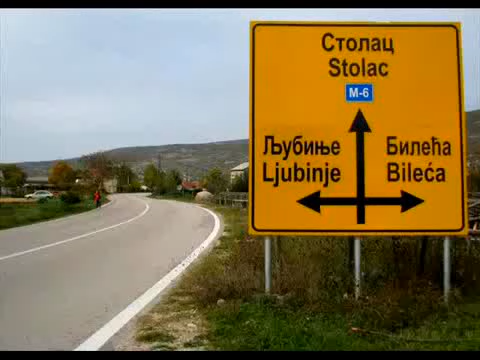 Столац
Stolac
M-6
Љубиње
Ljubinje
Билећа
Bileća